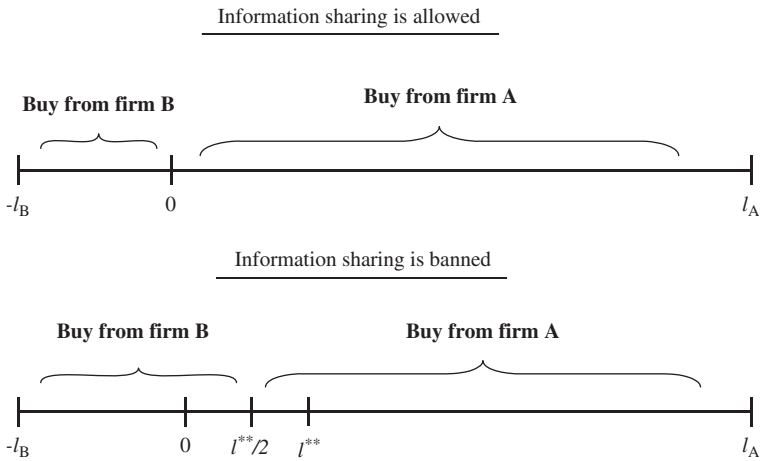 Information sharing is allowed
Buy from firm B
Buy from firm A
-l_B 0 l_A
Information sharing is banned
Buy from firm B Buy from firm A
-l_B 0 l**/2 l** l_A